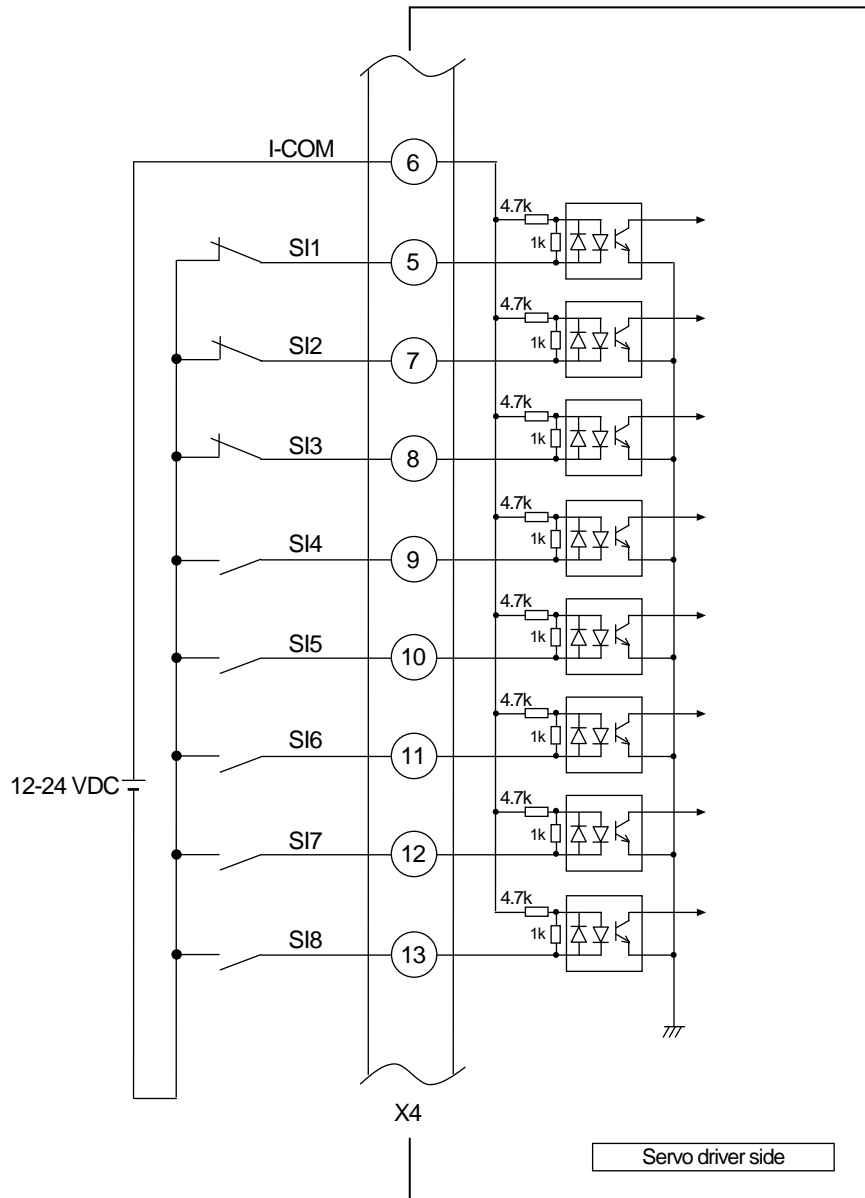 I-COM
6
4.7k
1k
SI1
5
4.7k
1k
SI2
7
4.7k
1k
SI3
8
4.7k
1k
SI4
9
4.7k
1k
SI5
10
4.7k
1k
SI6
11
12-24 VDC
4.7k
1k
SI7
12
4.7k
1k
SI8
13
X4
Servo driver side